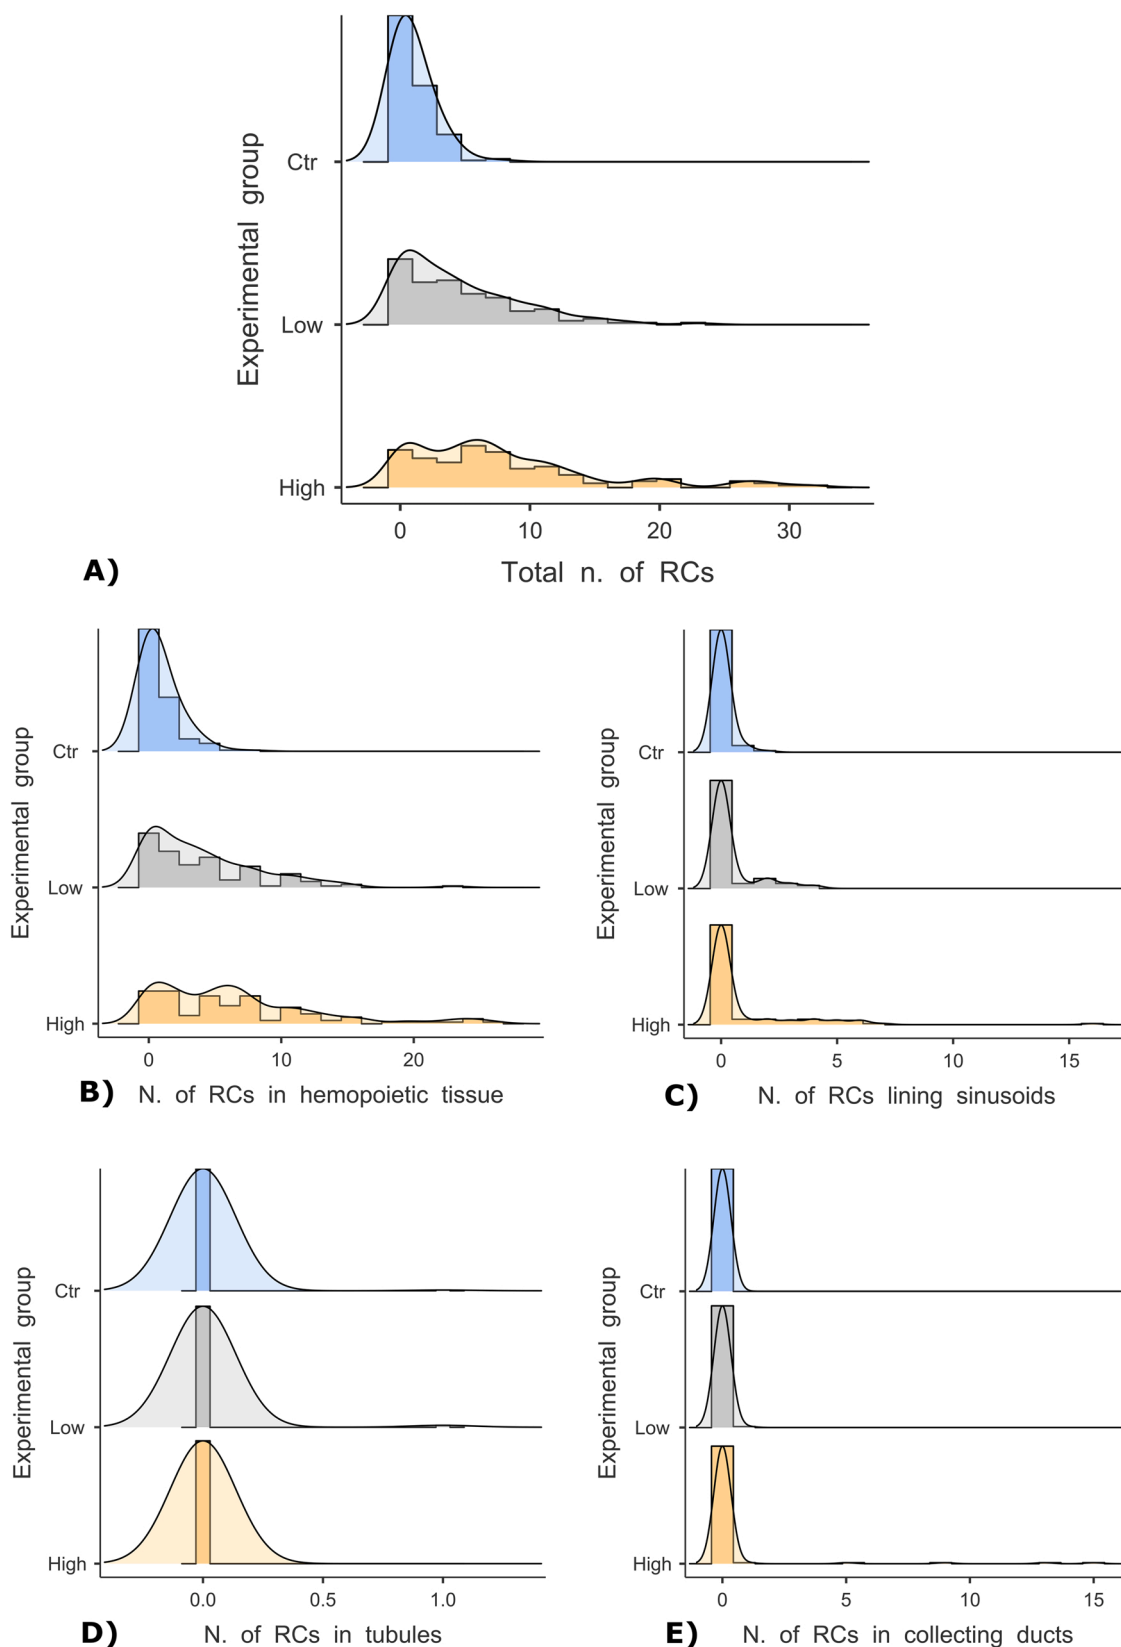 Experimental group
Ctr
Low
High
0 10 20 30
Total n. of RCs
A)
Experimental group
Ctr
Low
High
0 10 20
N. of RCs in hemopoietic tissue
B)
Experimental group
Ctr
Low
High
0 5 10 15
N. of RCs lining sinusoids
C)
Experimental group
Ctr
Low
High
0.0 0.5 1.0
N. of RCs in tubules
D)
Experimental group
Ctr
Low
High
0 5 10 15
N. of RCs in collecting ducts
E)